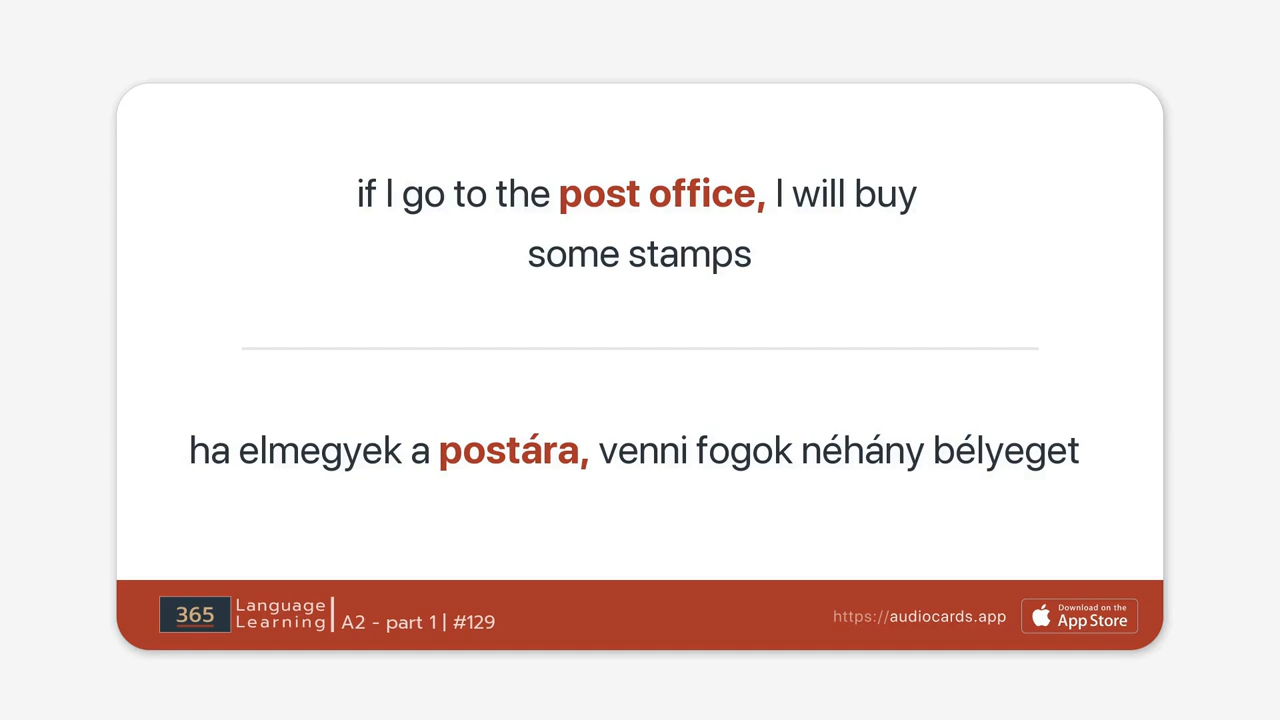 if I go to the post office, I will buy
some stamps
ha elmegyek a postára, venni fogok néhány bélyeget
365
Language
Learning
A2 - part 1 | #129
https://audiocards.app
Download on the
App Store